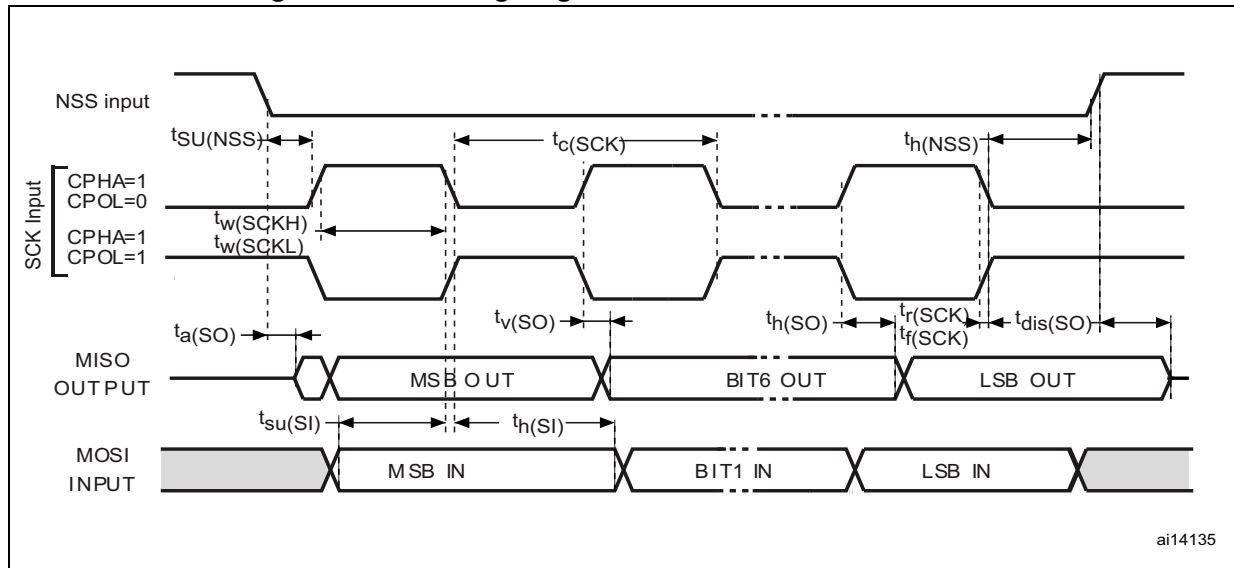 NSS input
tSU(NSS)
tc(SCK)
th(NSS)
SCK Input
CPHA=1
CPOL=0
tw(SCKH)
tw(SCKL)
CPHA=1
CPOL=1
ta(SO)
tv(SO)
th(SO)
tr(SCK)
tf(SCK)
tdis(SO)
MISO
OUTPUT
MSB OUT
BIT6 OUT
LSB OUT
tsu(SI)
th(SI)
MOSI
INPUT
MSB IN
BIT1 IN
LSB IN
ai14135